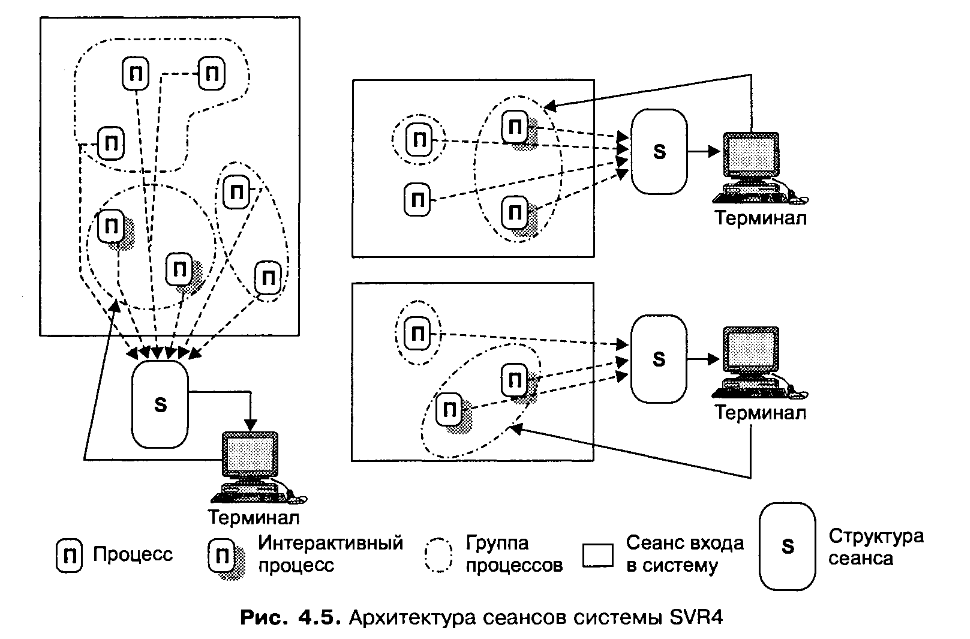 П
П
П
П
П
П
П
S
Терминал
П
П
П
П
S
Терминал
П
П
П
S
Терминал
П Процесс
П Интерактивный
процесс
Группа
процессов
Сеанс входа
в систему
S Структура
сеанса
Рис. 4.5. Архитектура сеансов системы SVR4